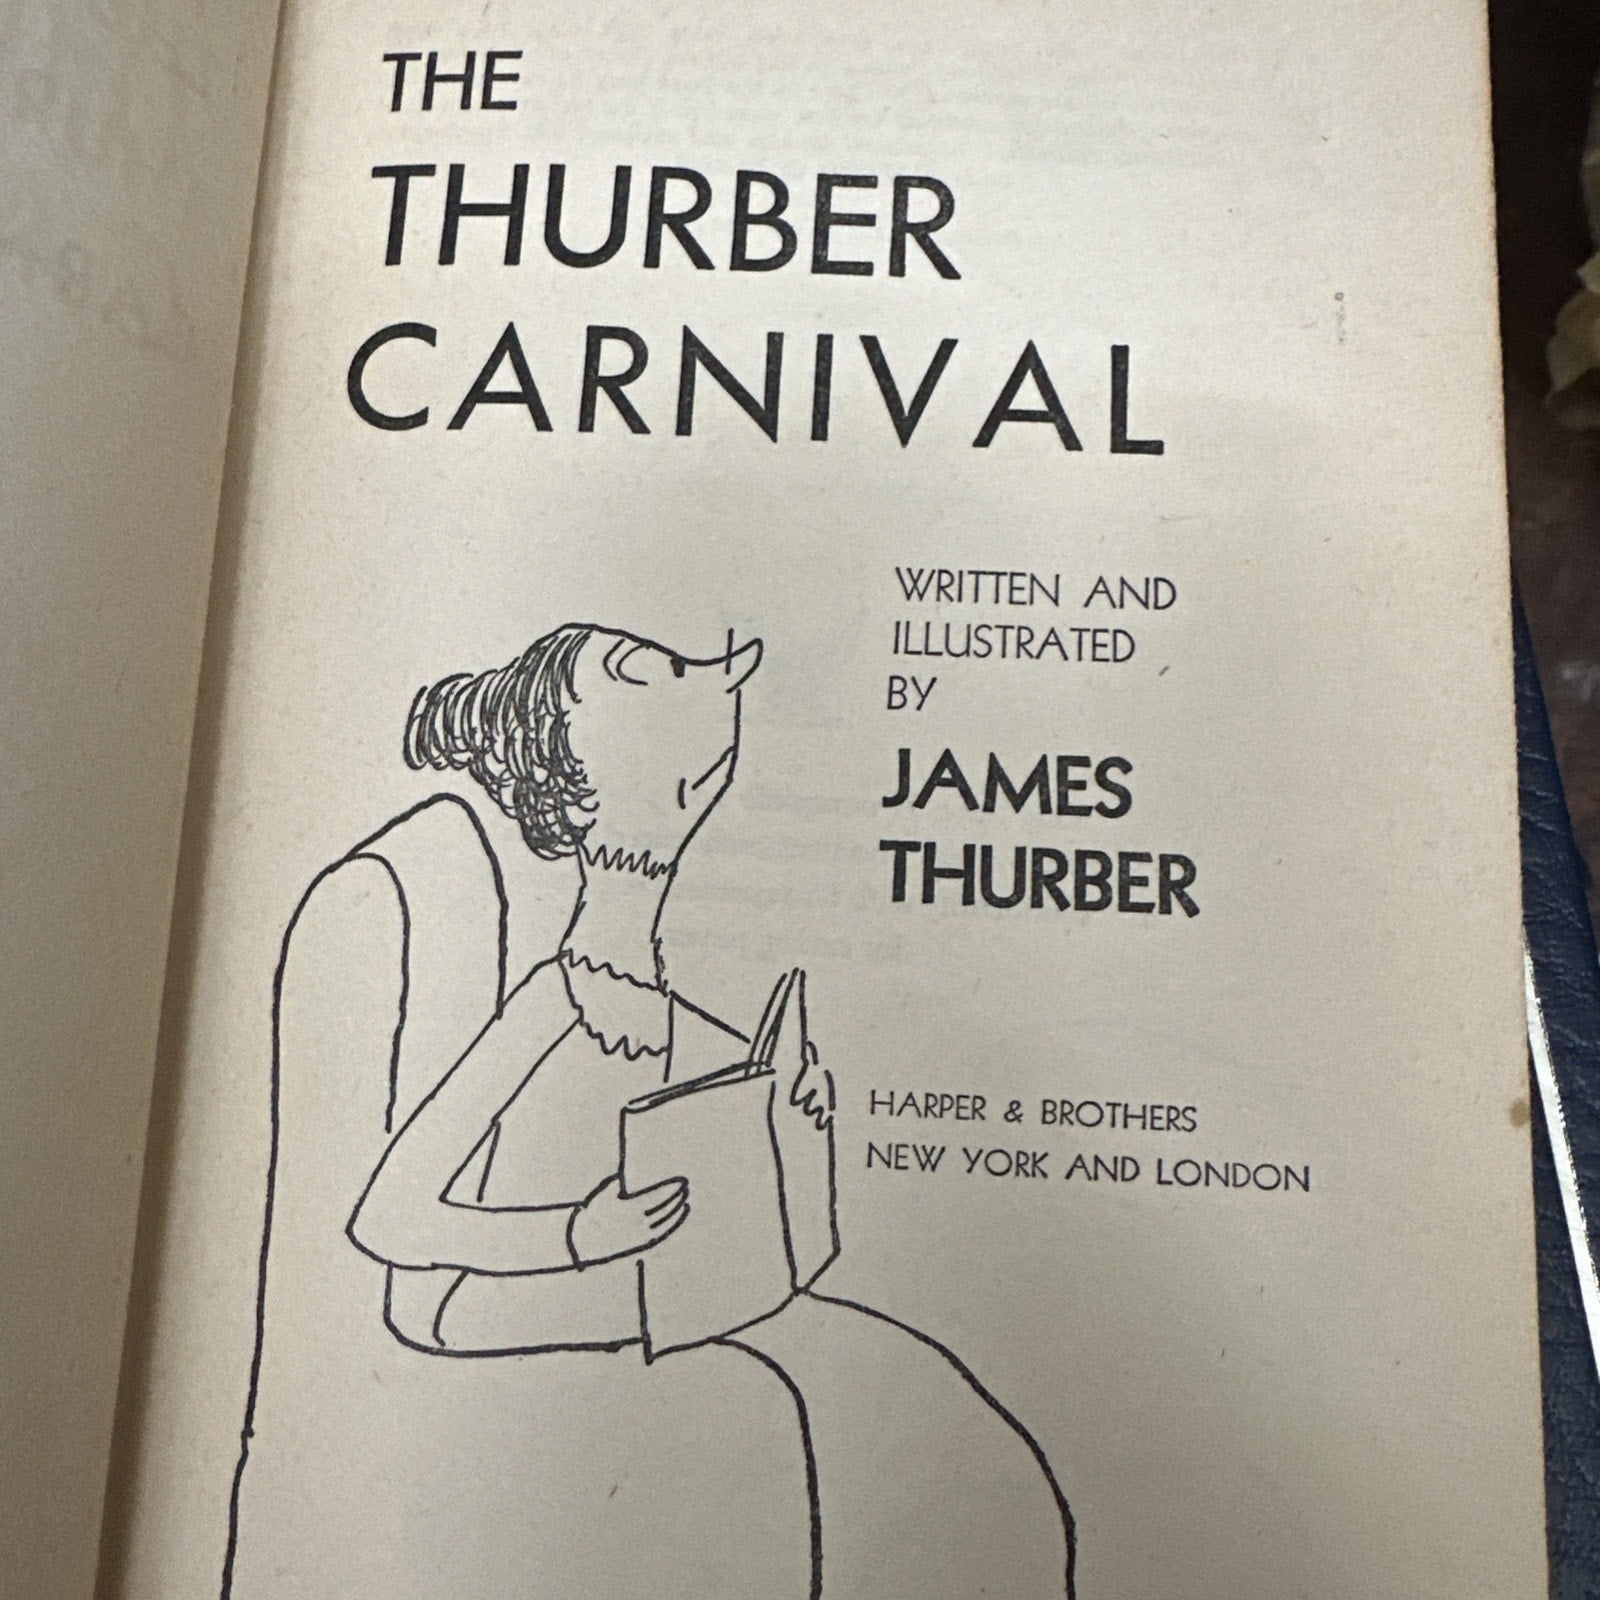 THE
THURBER
CARNIVAL
WRITTEN AND
ILLUSTRATED
BY
JAMES
THURBER
HARPER & BROTHERS
NEW YORK AND LONDON